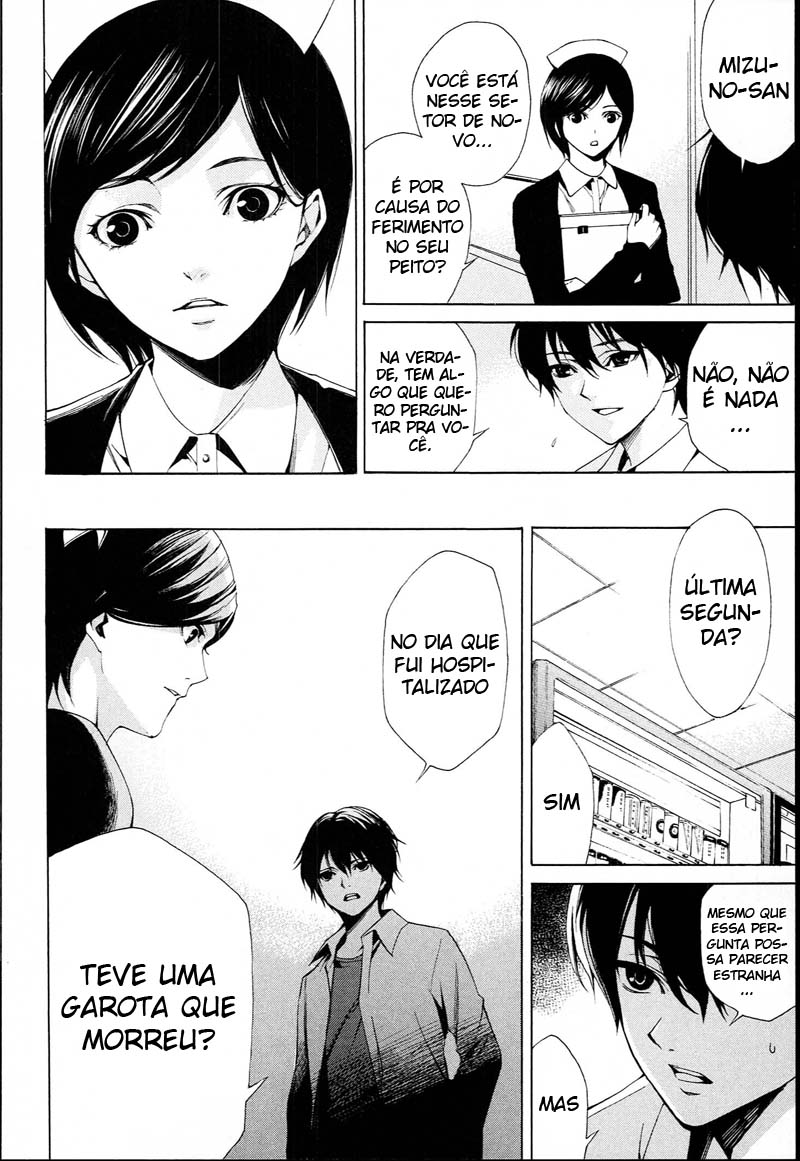 MIZU-
NO-SAN
VOCÊ ESTÁ
NESSE SE-
TOR DE NO-
VO...
É POR
CAUSA DO
FERIMENTO
NO SEU
PEITO?
NÃO, NÃO
É NADA
...
NA VERDA-
DE, TEM AL-
GO QUE QUE-
RO PERGUN-
TAR PRA VO-
CÊ.
ÚLTIMA
SEGUN-
DA?
SIM
MESMO QUE
ESSA PER-
GUNTA POS-
SA PARECER
ESTRANHA
...
MAS
NO DIA QUE
FUI HOSPI-
TALIZADO
TEVE UMA
GAROTA QUE
MORREU?